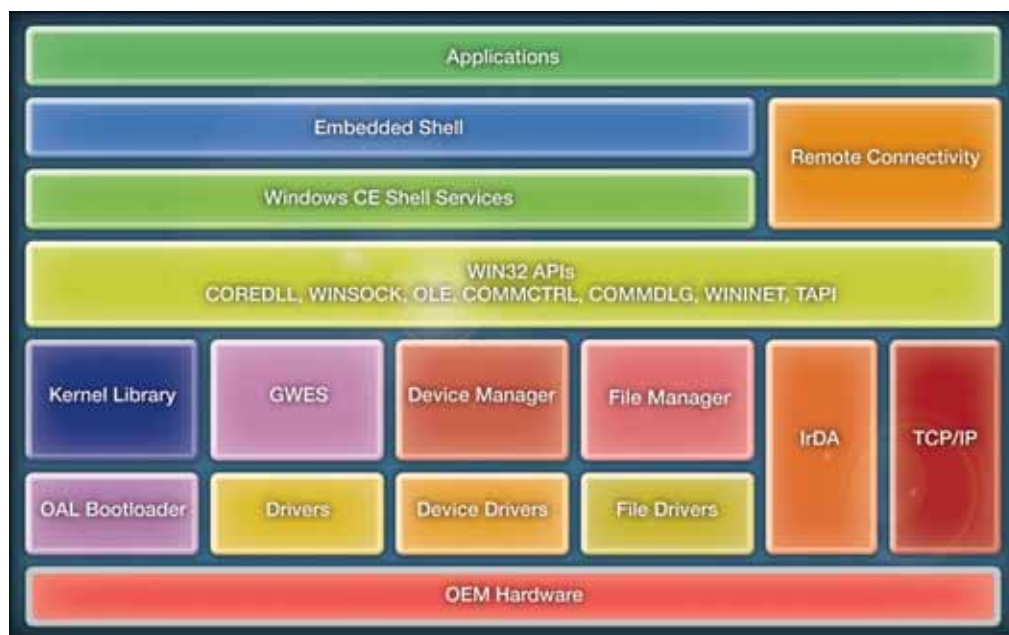 Applications
Embedded Shell
Remote Connectivity
Windows CE Shell Services
WIN32 APIs
COREDLL, WINSOCK, OLE, COMMCTRL, COMMDLG, WININET, TAPI
Kernel Library
GWES
Device Manager
File Manager
IrDA
TCP/IP
OAL Bootloader
Drivers
Device Drivers
File Drivers
OEM Hardware